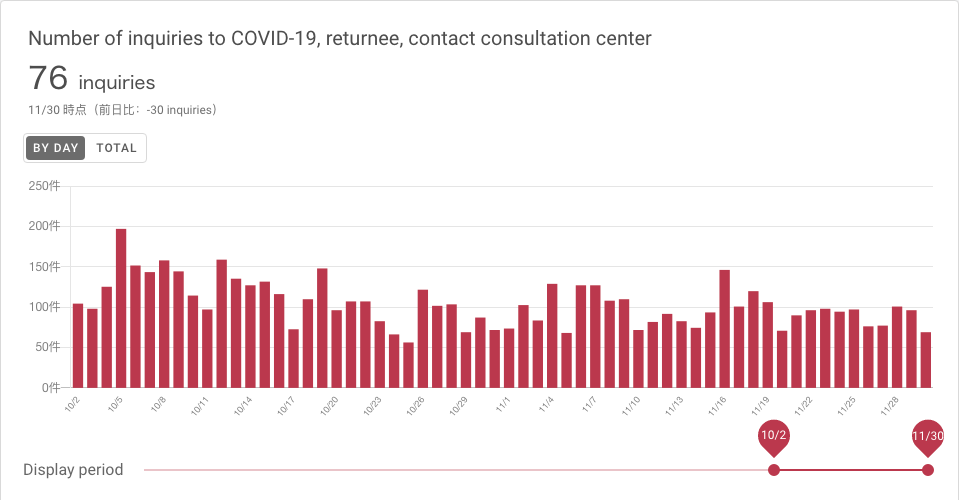 Number of inquiries to COVID-19, returnee, contact consultation center
76 inquiries
11/30 時点（前日比： -30 inquiries）
BY DAY TOTAL
250件
200件
150件
100件
50件
0件
10/2 10/5 10/8 10/11 10/14 10/17 10/20 10/23 10/26 10/29 11/1 11/4 11/7 11/10 11/13 11/16 11/19 11/22 11/25 11/28
10/2 11/30
Display period